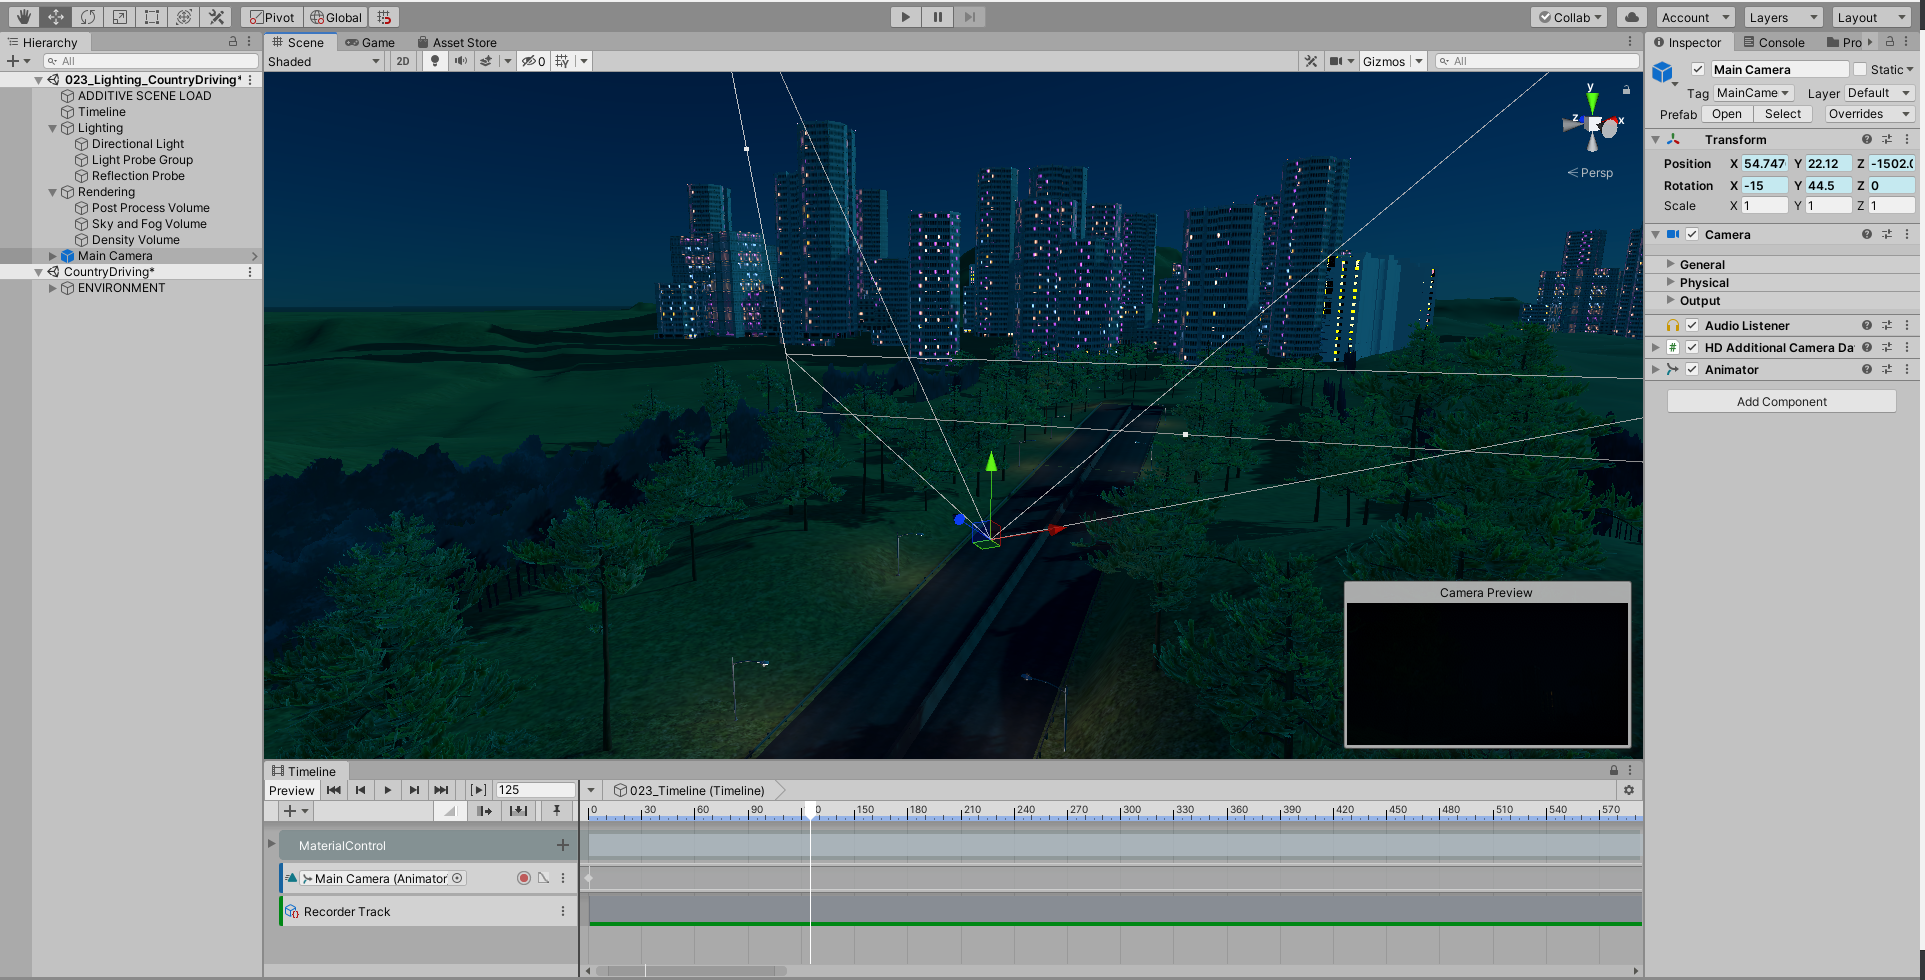 Pivot Global Collab Account Layers Layout
Hierarchy
All
023_Lighting_CountryDriving*
ADDITIVE SCENE LOAD
Timeline
Lighting
Directional Light
Light Probe Group
Reflection Probe
Rendering
Post Process Volume
Sky and Fog Volume
Density Volume
Main Camera
CountryDriving*
ENVIRONMENT
Scene Game Asset Store
Shaded 2D 0 Gizmos All
y
z x
Persp
Camera Preview
Inspector Console Pro
Main Camera Static
Tag MainCame Layer Default
Prefab Open Select Overrides
Transform
Position X 54.747 Y 22.12 Z -1502.
Rotation X -15 Y 44.5 Z 0
Scale X 1 Y 1 Z 1
Camera
General
Physical
Output
Audio Listener
# HD Additional Camera Da
Animator
Add Component
Timeline
Preview 125 023_Timeline (Timeline)
0 30 60 90 0 150 180 210 240 270 300 330 360 390 420 450 480 510 540 570
MaterialControl
Main Camera (Animator
Recorder Track